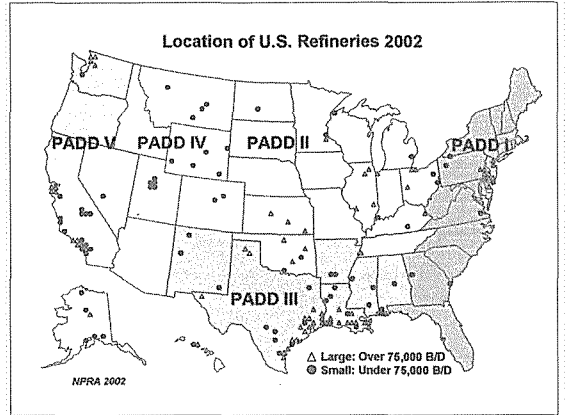 Location of U.S. Refineries 2002
PADD V
PADD IV
PADD II
PADD I
PADD III
Large: Over 75,000 B/D
Small: Under 75,000 B/D
NPRA 2002